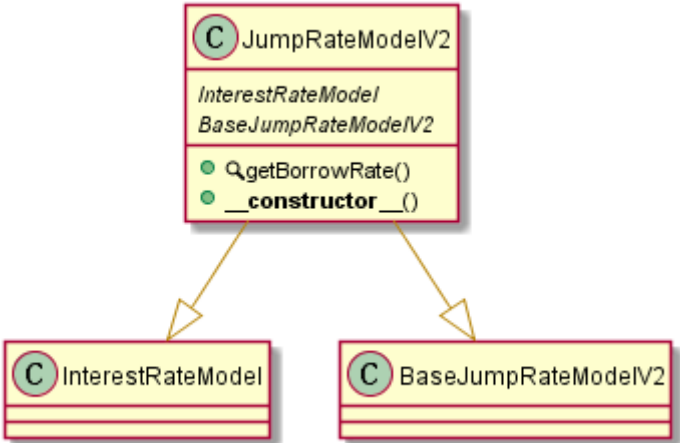 C JumpRateModelV2
InterestRateModel
BaseJumpRateModelV2
getBorrowRate()
__constructor__()
C InterestRateModel
C BaseJumpRateModelV2